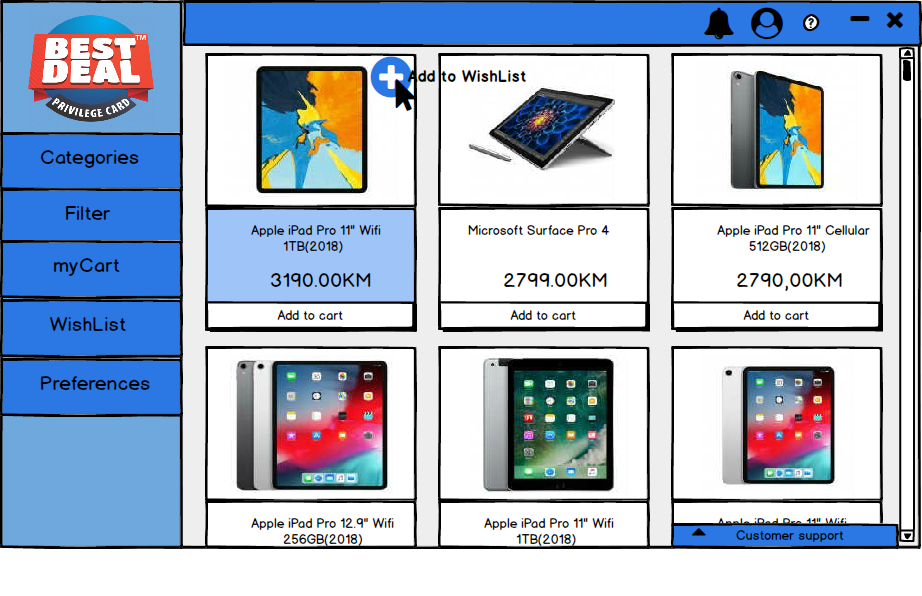 BEST
DEAL
TM
PRIVILEGE CARD
Categories
Filter
myCart
WishList
Preferences
?
Add to WishList
Apple iPad Pro 11" Wifi
1TB(2018)
3190.00KM
Add to cart
Microsoft Surface Pro 4
2799.00KM
Add to cart
Apple iPad Pro 11" Cellular
512GB(2018)
2790,00KM
Add to cart
Apple iPad Pro 12.9" Wifi
256GB(2018)
Apple iPad Pro 11" Wifi
1TB(2018)
Apple iPad Pro 11" Wifi
Customer support